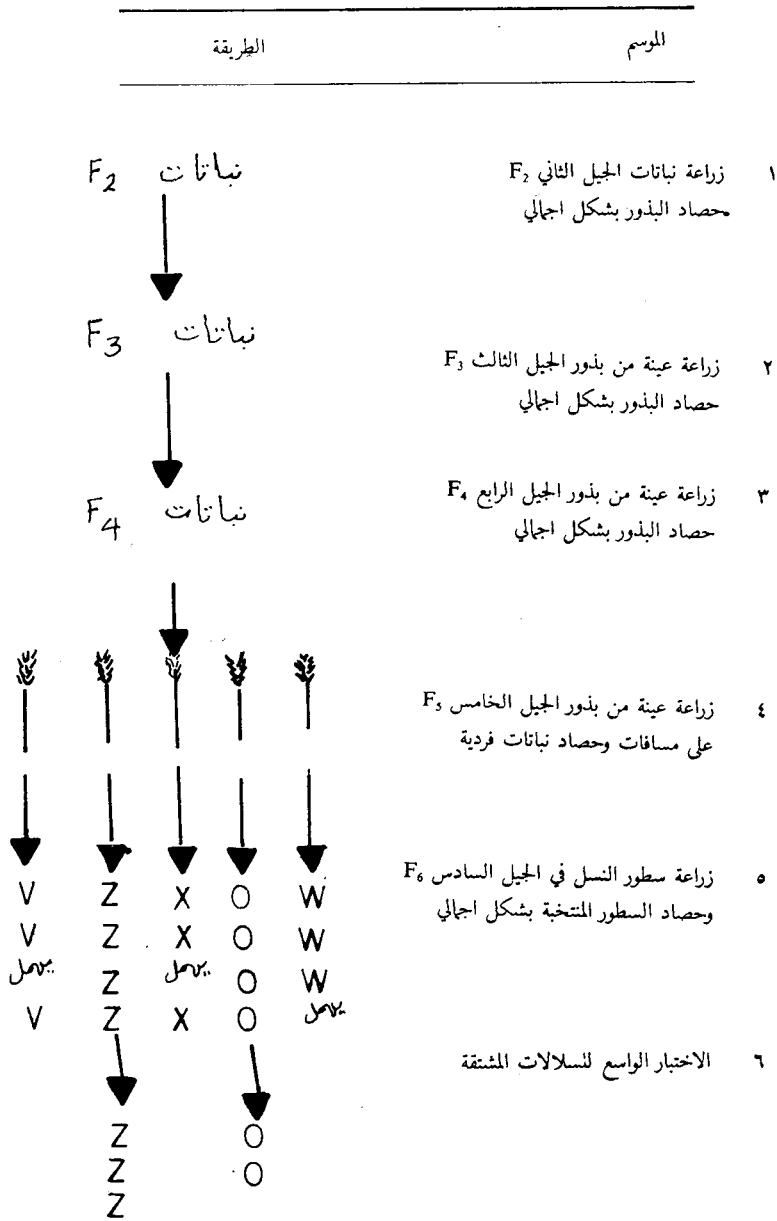 الموسم الطريقة
١ زراعة نباتات الجيل الثاني F₂
حصاد البذور بشكل اجمالي
نباتات F₂
٢ زراعة عينة من بذور الجيل الثالث F₃
حصاد البذور بشكل اجمالي
نباتات F₃
٣ زراعة عينة من بذور الجيل الرابع F₄
حصاد البذور بشكل اجمالي
نباتات F₄
٤ زراعة عينة من بذور الجيل الخامس F₅
على مسافات وحصاد نباتات فردية
٥ زراعة سطور النسل في الجيل السادس F₆
وحصاد السطور المنتخبة بشكل اجمالي
V Z X O W
V Z X O W
يهمل Z يهمل O W
V Z X O يهمل
٦ الاختبار الواسع للسلالات المشتقة
Z O
Z O
Z